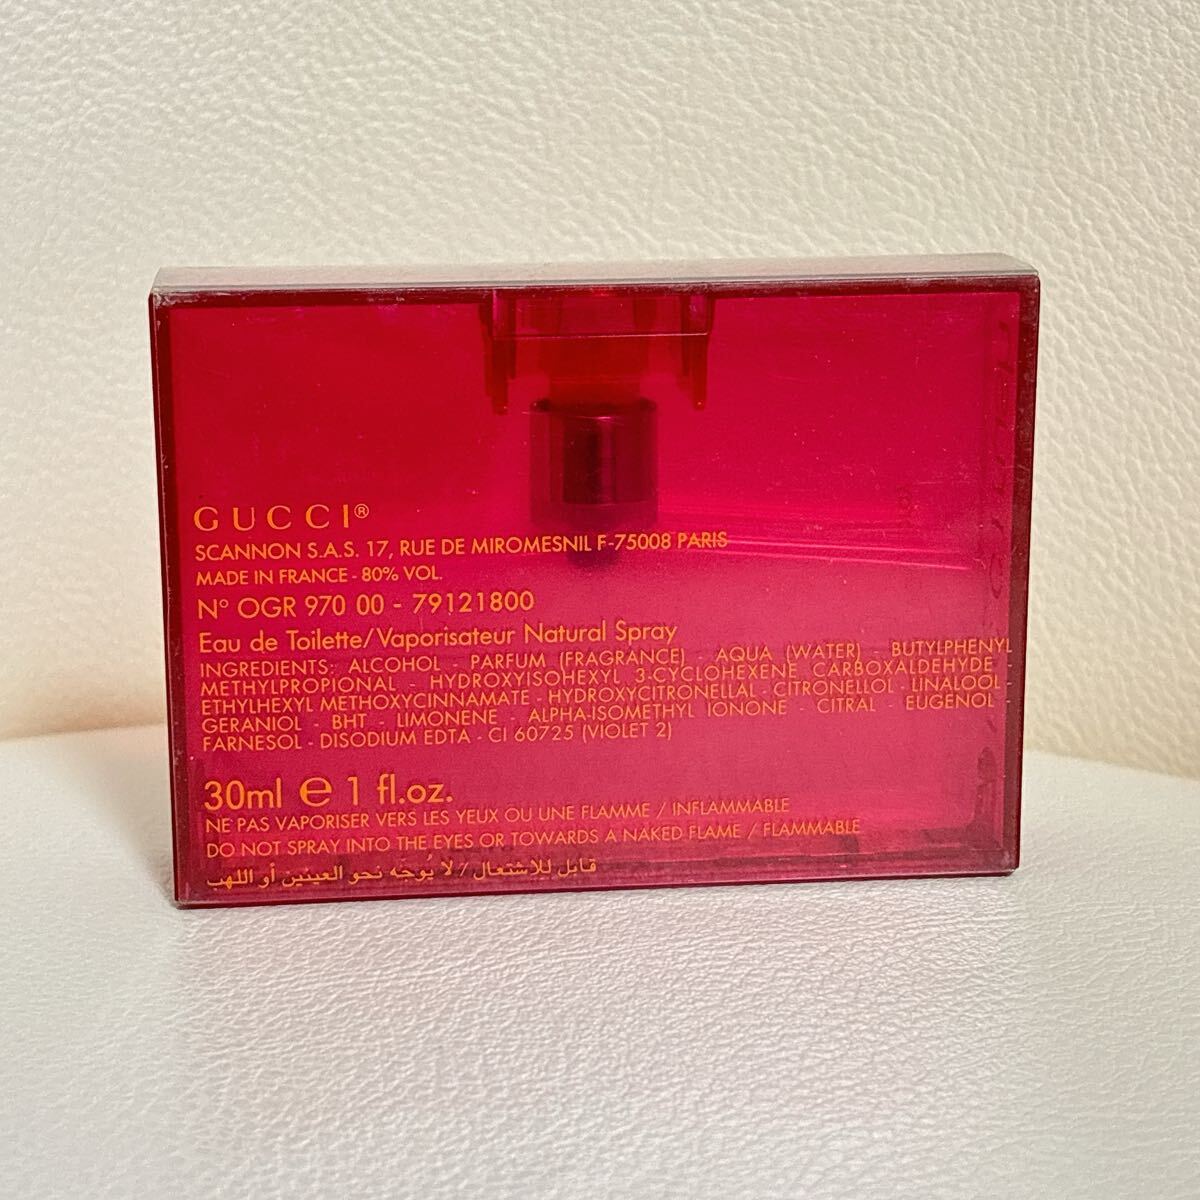 GUCCI®
SCANNON S.A.S. 17, RUE DE MIROMESNIL F-75008 PARIS
MADE IN FRANCE - 80% VOL.
N° OGR 970 00 - 79121800
Eau de Toilette/Vaporisateur Natural Spray
INGREDIENTS: ALCOHOL - PARFUM (FRAGRANCE) - AQUA (WATER) - BUTYLPHENYL
METHYLPROPIONAL - HYDROXYISOHEXYL 3-CYCLOHEXENE CARBOXALDEHYDE -
ETHYLHEXYL METHOXYCINNAMATE - HYDROXYCITRONELLAL - CITRONELLOL - LINALOOL
GERANIOL - BHT - LIMONENE - ALPHA-ISOMETHYL IONONE - CITRAL - EUGENOL
FARNESOL - DISODIUM EDTA - CI 60725 (VIOLET 2)
30ml e 1 fl.oz.
NE PAS VAPORISER VERS LES YEUX OU UNE FLAMME / INFLAMMABLE
DO NOT SPRAY INTO THE EYES OR TOWARDS A NAKED FLAME / FLAMMABLE
قابل للاشتعال / لا يُوجّه نحو العينين أو اللهب